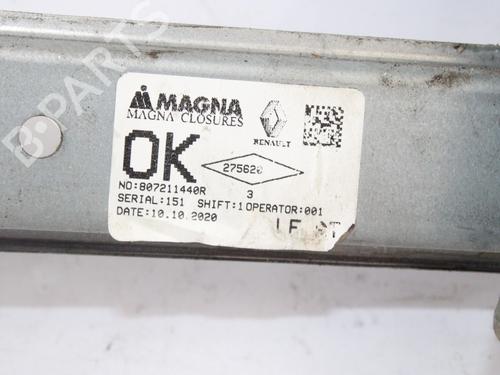 MAGNA
MAGNA CLOSURES
RENAULT
OK
275620
NO:807211440R
3
SERIAL:151 SHIFT:1 OPERATOR:001
DATE:10.10.2020
B-PARTS